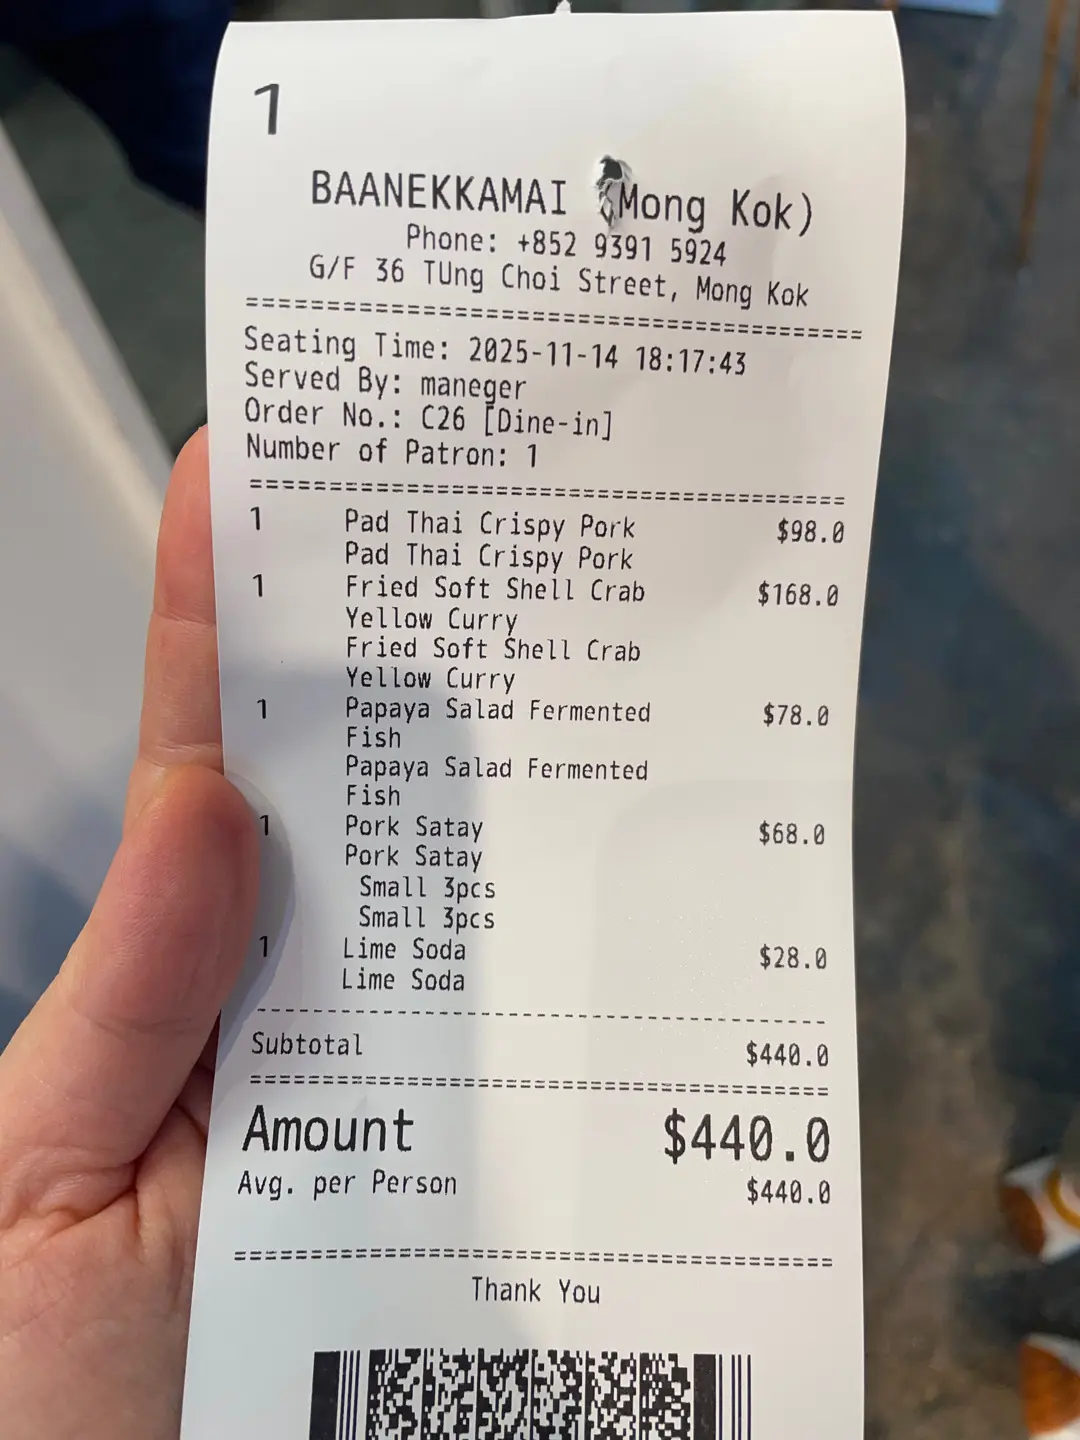 1
BAANEKKAMAI (Mong Kok)
Phone: +852 9391 5924
G/F 36 TUng Choi Street, Mong Kok
========================================
Seating Time: 2025-11-14 18:17:43
Served By: maneger
Order No.: C26 [Dine-in]
Number of Patron: 1
========================================
1 Pad Thai Crispy Pork $98.0
Pad Thai Crispy Pork
1 Fried Soft Shell Crab $168.0
Yellow Curry
Fried Soft Shell Crab
Yellow Curry
1 Papaya Salad Fermented $78.0
Fish
Papaya Salad Fermented
Fish
1 Pork Satay $68.0
Pork Satay
Small 3pcs
Small 3pcs
1 Lime Soda $28.0
Lime Soda
----------------------------------------
Subtotal $440.0
========================================
Amount $440.0
Avg. per Person $440.0
========================================
Thank You